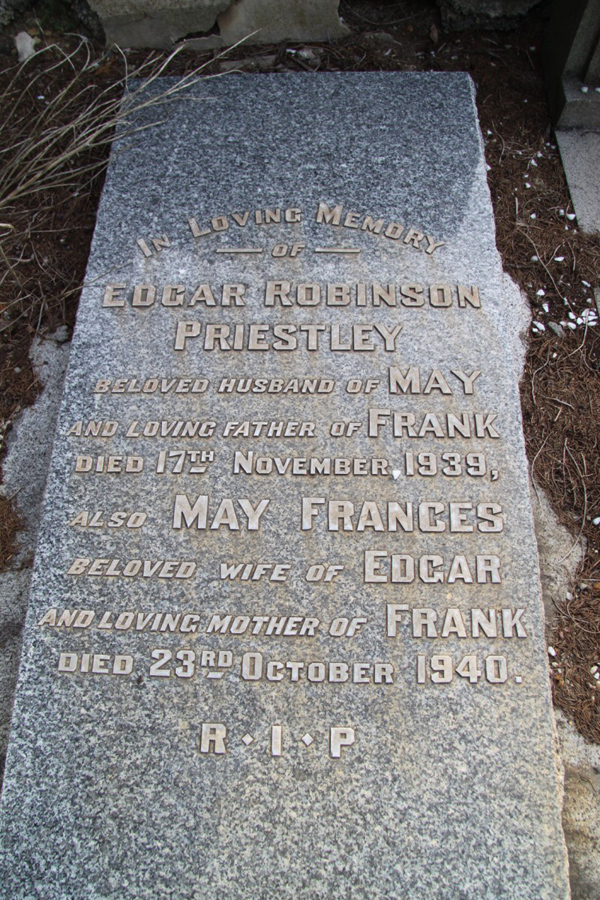 IN LOVING MEMORY
OF
EDGAR ROBINSON
PRIESTLEY
BELOVED HUSBAND OF MAY
AND LOVING FATHER OF FRANK
DIED 17TH NOVEMBER 1939,
ALSO MAY FRANCES
BELOVED WIFE OF EDGAR
AND LOVING MOTHER OF FRANK
DIED 23RD OCTOBER 1940.
R·I·P